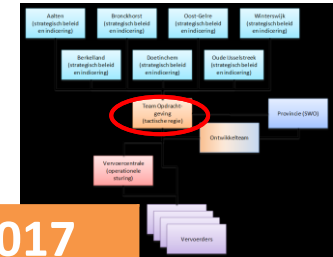 Aalten
(strategisch beleid
en indicering)
Bronckhorst
(strategisch beleid
en indicering)
Oost-Gelre
(strategisch beleid
en indicering)
Winterswijk
(strategisch beleid
en indicering)
Berkelland
(strategisch beleid
en indicering)
Doetinchem
(strategisch beleid
en indicering)
Oude IJsselstreek
(strategisch beleid
en indicering)
Team Opdracht
geving
(tactische regie)
Provincie (SWO)
Ontwikkelteam
Vervoerscentrale
(operationele
sturing)
Vervoerders
017